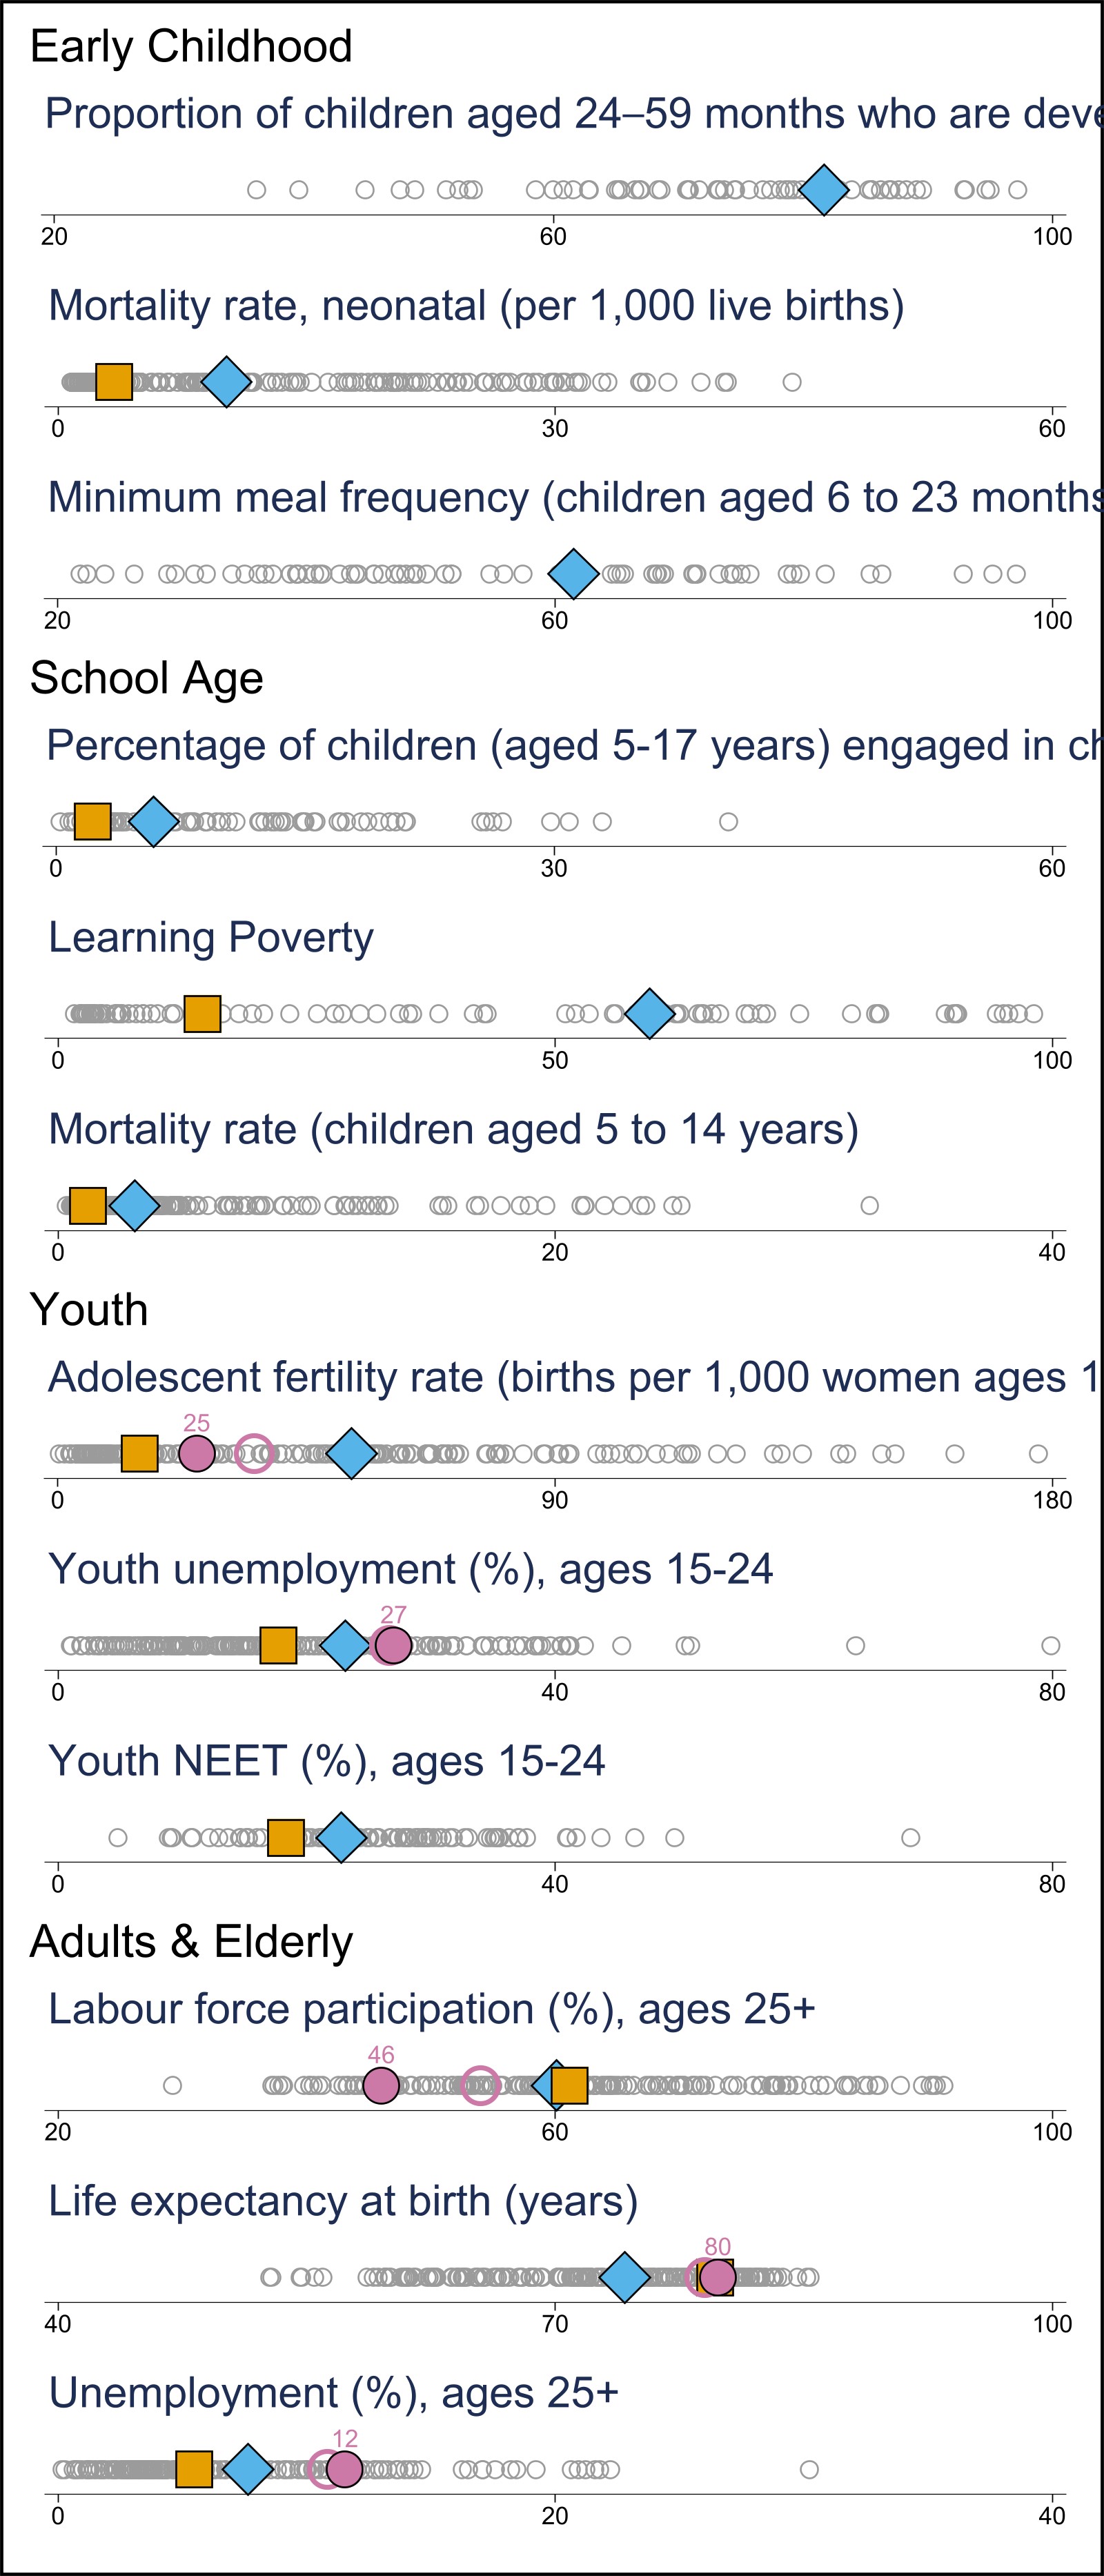 Early Childhood
Proportion of children aged 24–59 months who are deve
20 60 100
Mortality rate, neonatal (per 1,000 live births)
0 30 60
Minimum meal frequency (children aged 6 to 23 months
20 60 100
School Age
Percentage of children (aged 5-17 years) engaged in ch
0 30 60
Learning Poverty
0 50 100
Mortality rate (children aged 5 to 14 years)
0 20 40
Youth
Adolescent fertility rate (births per 1,000 women ages 1
25
0 90 180
Youth unemployment (%), ages 15-24
27
0 40 80
Youth NEET (%), ages 15-24
0 40 80
Adults & Elderly
Labour force participation (%), ages 25+
46
20 60 100
Life expectancy at birth (years)
80
40 70 100
Unemployment (%), ages 25+
12
0 20 40